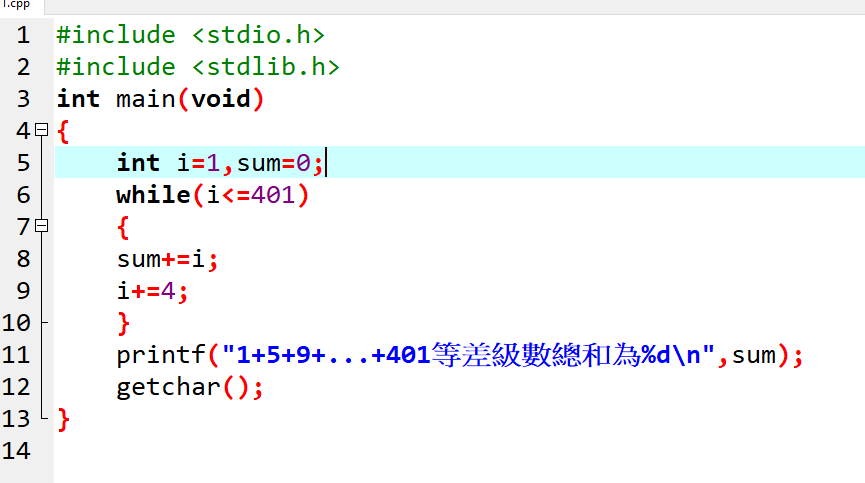 1.cpp
1 #include <stdio.h>
2 #include <stdlib.h>
3 int main(void)
4 {
5 int i=1,sum=0;
6 while(i<=401)
7 {
8 sum+=i;
9 i+=4;
10 }
11 printf("1+5+9+...+401等差級數總和為%d\n",sum);
12 getchar();
13 }
14